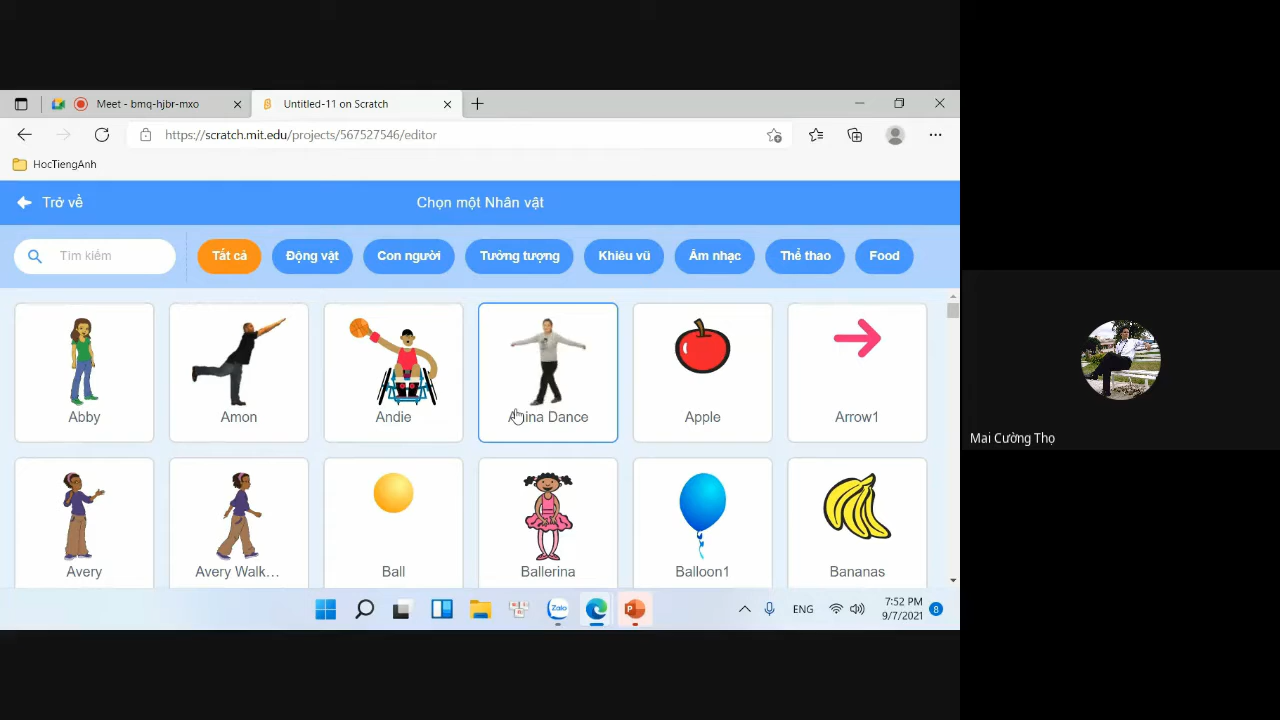 Meet - bmq-hjbr-mxo
Untitled-11 on Scratch
https://scratch.mit.edu/projects/567527546/editor
HocTiengAnh
Trở về
Chọn một Nhân vật
Tìm kiếm
Tất cả
Động vật
Con người
Tưởng tượng
Khiêu vũ
Âm nhạc
Thể thao
Food
Abby
Amon
Andie
Dance
Apple
Arrow1
Avery
Avery Walk...
Ball
Ballerina
Balloon1
Bananas
Mai Cường Thọ
Zalo
ENG
7:52 PM
9/7/2021
8